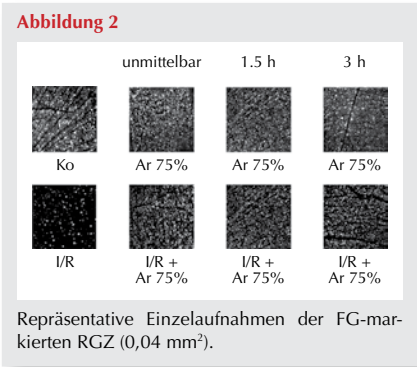 Abbildung 2
unmittelbar 1.5 h 3 h
Ko Ar 75% Ar 75% Ar 75%
I/R I/R + I/R + I/R +
Ar 75% Ar 75% Ar 75%
Repräsentative Einzelaufnahmen der FG-mar-
kierten RGZ (0,04 mm²).